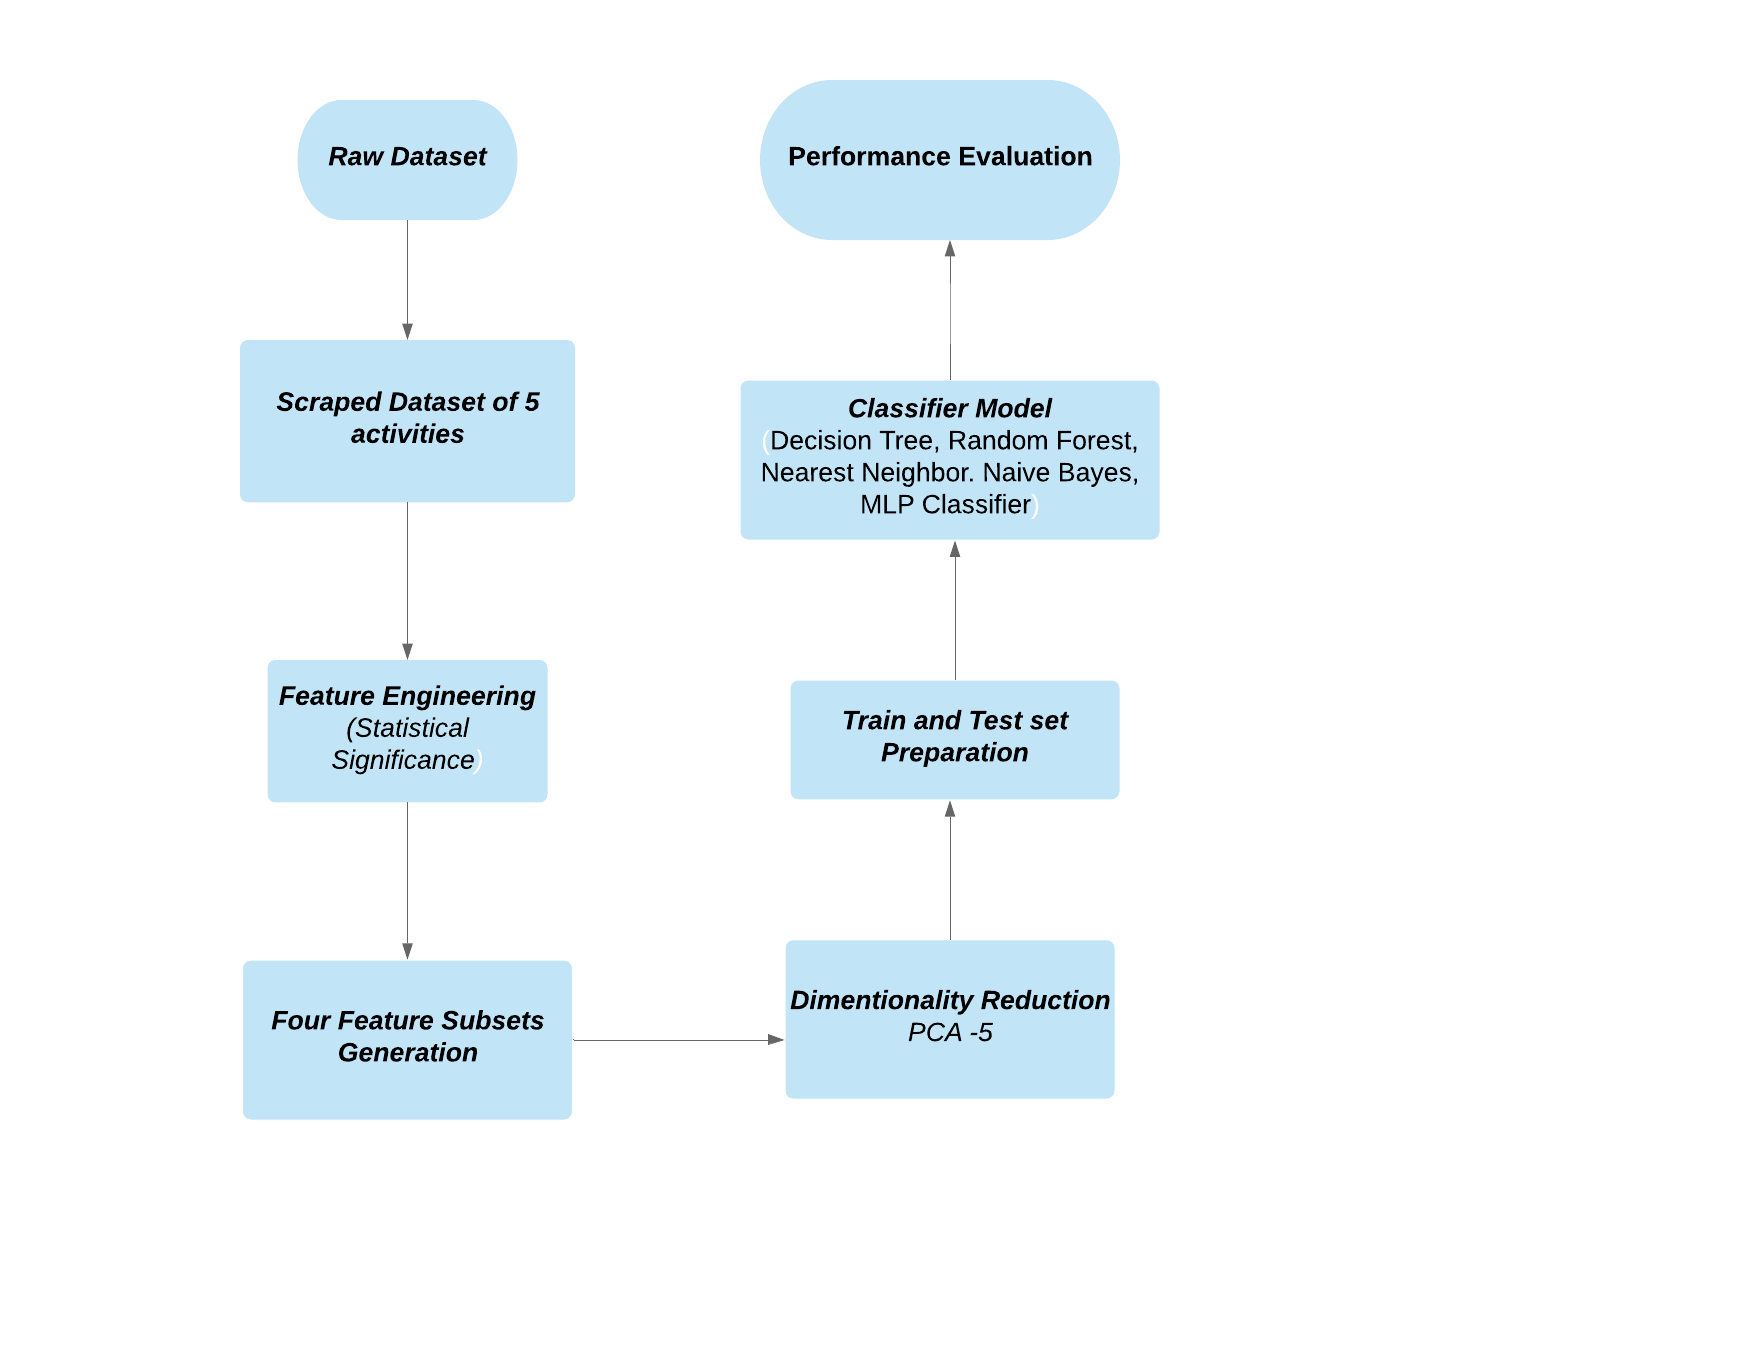 Raw Dataset
Scraped Dataset of 5
activities
Feature Engineering
(Statistical
Significance)
Four Feature Subsets
Generation
Dimentionality Reduction
PCA -5
Train and Test set
Preparation
Classifier Model
(Decision Tree, Random Forest,
Nearest Neighbor. Naive Bayes,
MLP Classifier)
Performance Evaluation